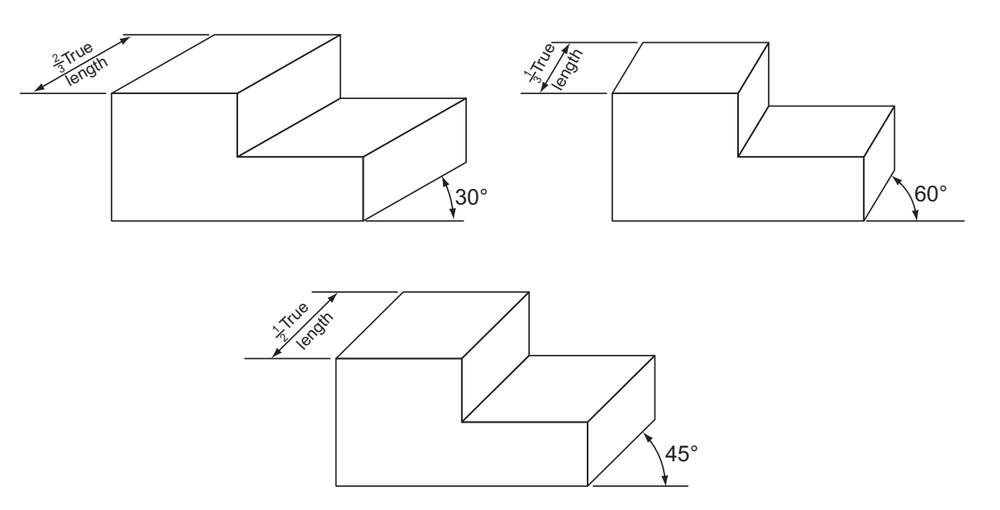 2/3 True
length
30°
1/3 True
length
60°
1/2 True
length
45°